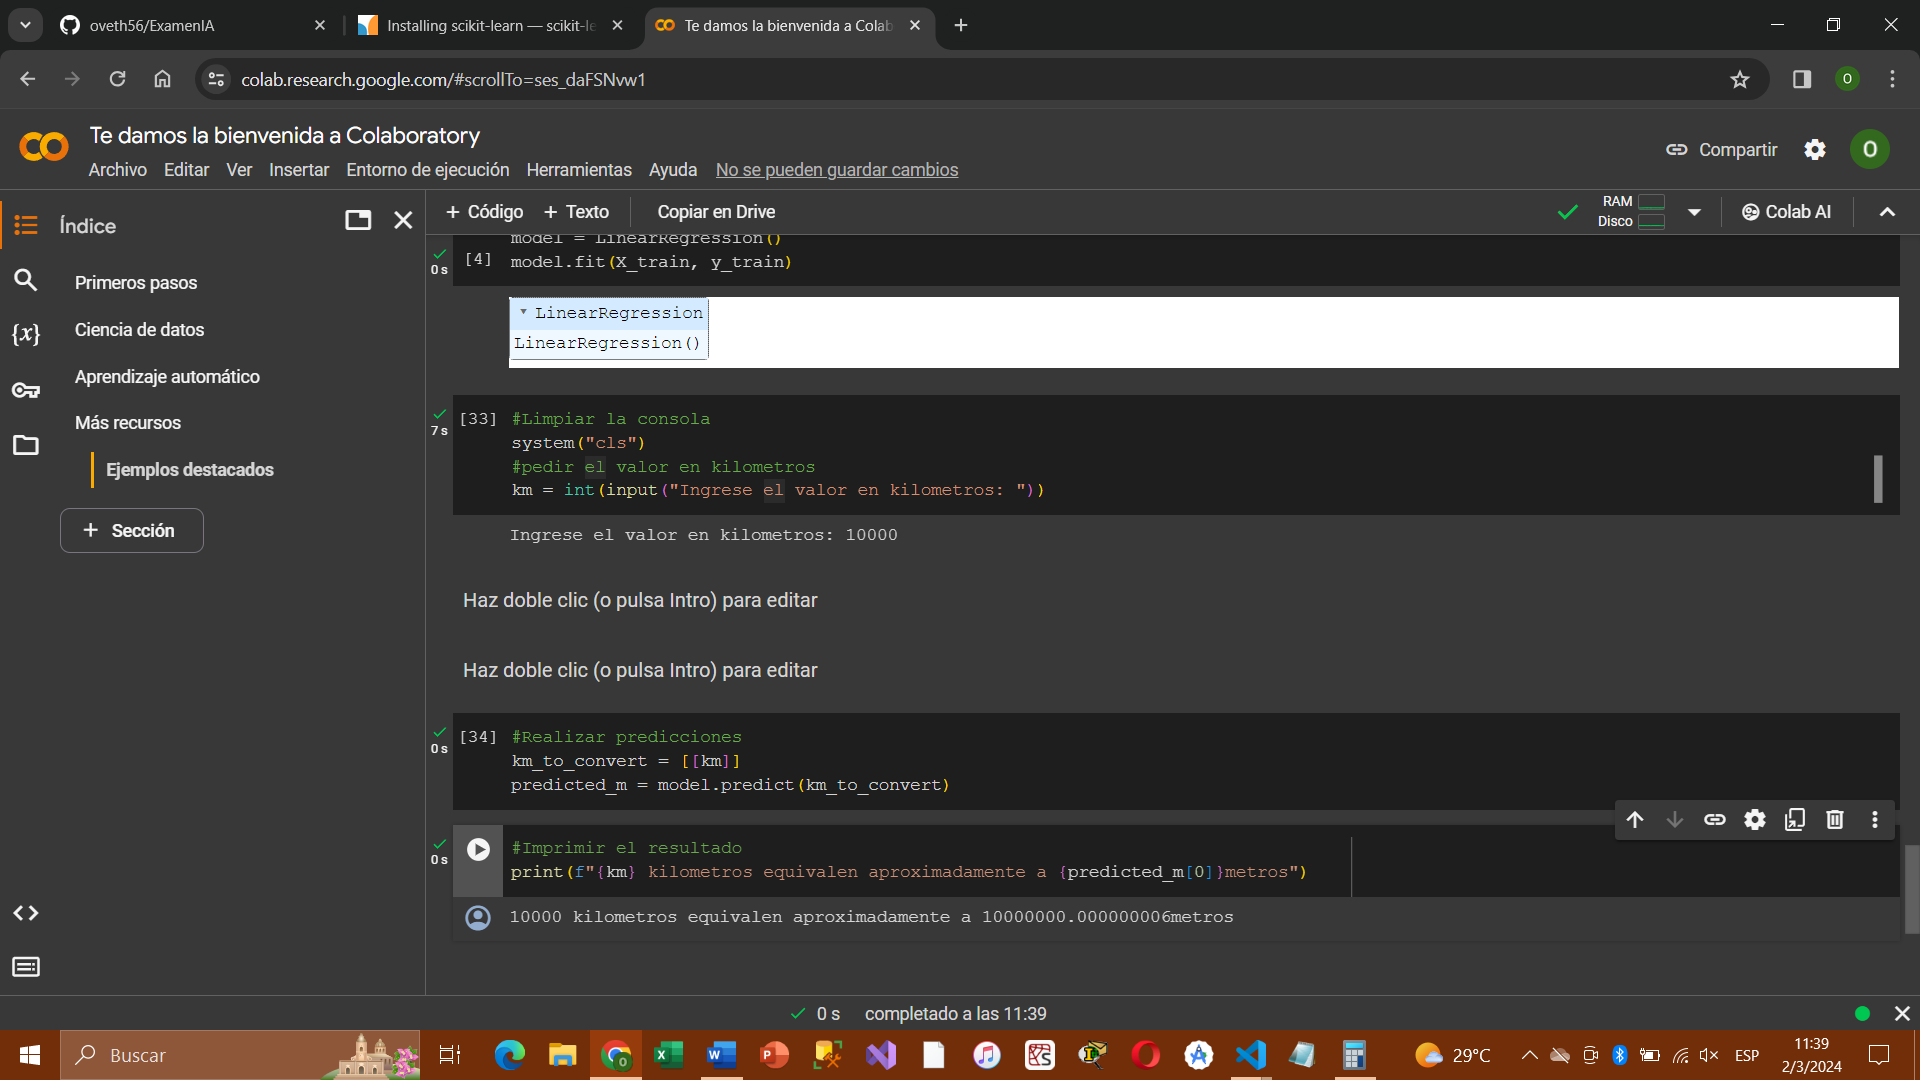 oveth56/ExamenIA
Installing scikit-learn — scikit-le
Te damos la bienvenida a Colab
colab.research.google.com/#scrollTo=ses_daFSNvw1
O
Te damos la bienvenida a Colaboratory
Archivo Editar Ver Insertar Entorno de ejecución Herramientas Ayuda No se pueden guardar cambios
Compartir
O
Índice
+ Código + Texto Copiar en Drive
RAM
Disco
Colab AI
Primeros pasos
Ciencia de datos
Aprendizaje automático
Más recursos
Ejemplos destacados
+ Sección
model = LinearRegression()
0 s
[4] model.fit(X_train, y_train)
LinearRegression
LinearRegression()
7 s
[33] #Limpiar la consola
system("cls")
#pedir el valor en kilometros
km = int(input("Ingrese el valor en kilometros: "))
Ingrese el valor en kilometros: 10000
Haz doble clic (o pulsa Intro) para editar
Haz doble clic (o pulsa Intro) para editar
0 s
[34] #Realizar predicciones
km_to_convert = [[km]]
predicted_m = model.predict(km_to_convert)
0 s
#Imprimir el resultado
print(f"{km} kilometros equivalen aproximadamente a {predicted_m[0]}metros")
10000 kilometros equivalen aproximadamente a 10000000.000000006metros
0 s completado a las 11:39
Buscar
29°C
ESP
11:39
2/3/2024